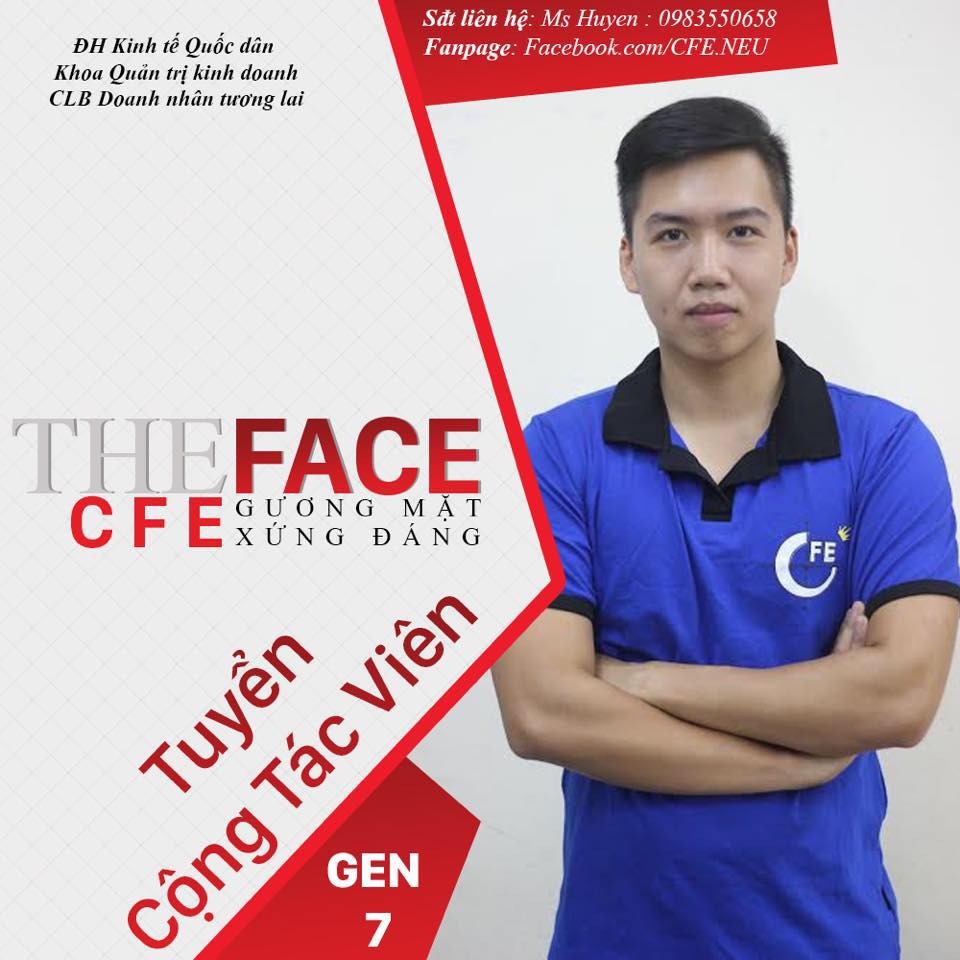 ĐH Kinh tế Quốc dân
Khoa Quản trị kinh doanh
CLB Doanh nhân tương lai
Sđt liên hệ: Ms Huyen : 0983550658
Fanpage: Facebook.com/CFE.NEU
THE FACE
CFE GƯƠNG MẶT
XỨNG ĐÁNG
CFE
Tuyển
Cộng Tác Viên
GEN
7